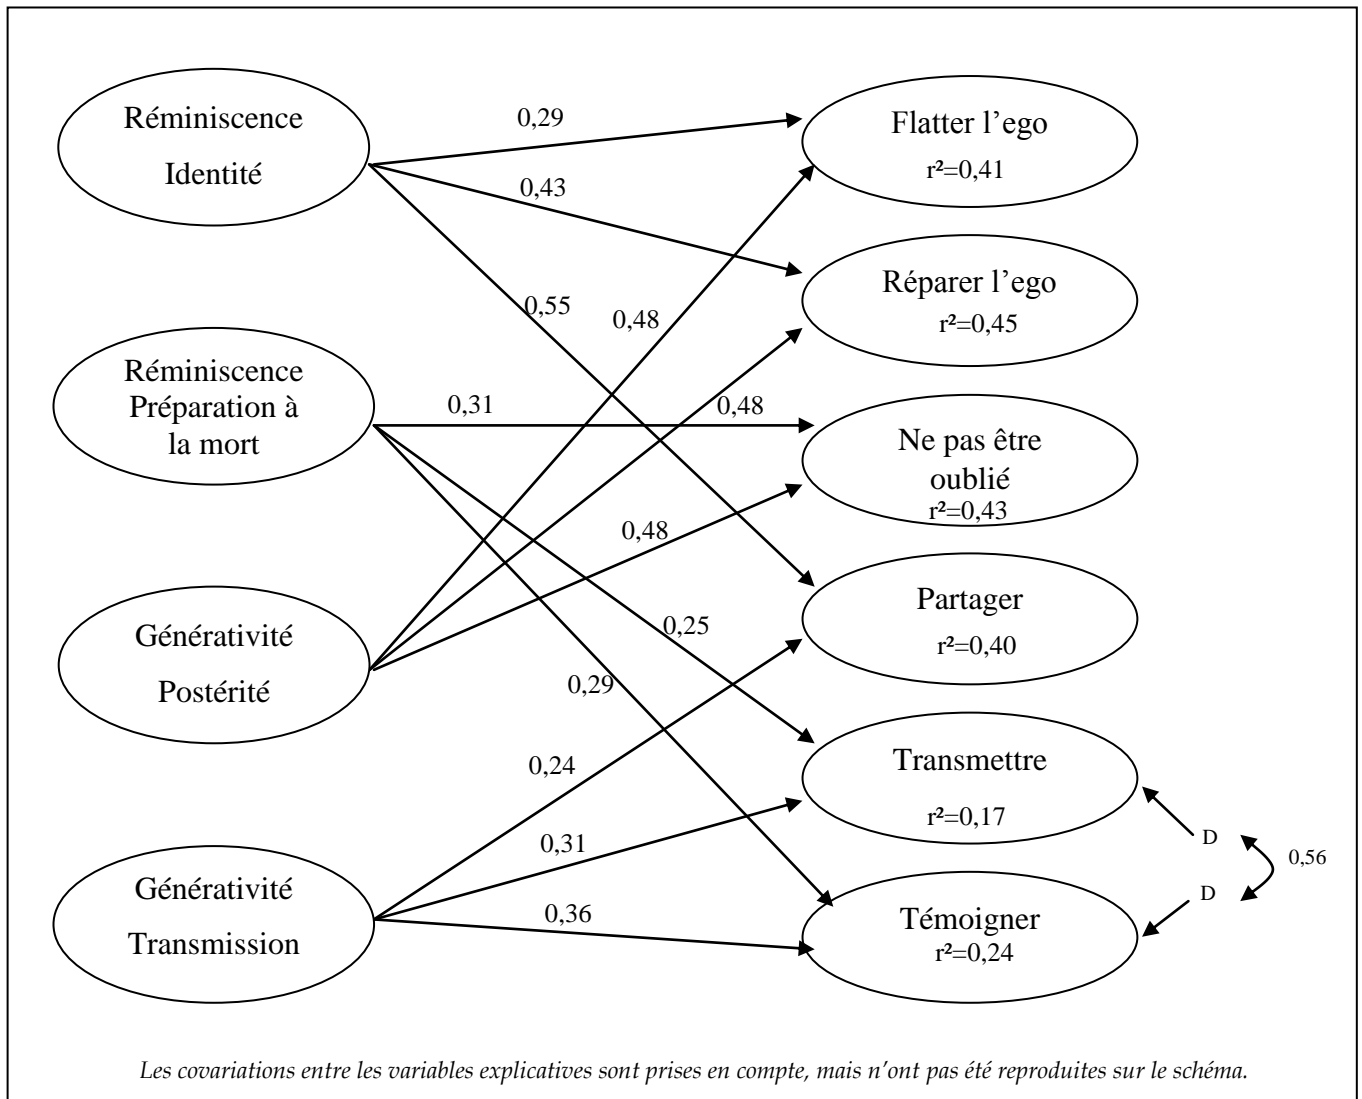 Réminiscence
Identité
Réminiscence
Préparation à
la mort
Générativité
Postérité
Générativité
Transmission
0,29
0,43
0,55
0,48
0,31
0,48
0,48
0,25
0,29
0,24
0,31
0,36
Flatter l’ego
r²=0,41
Réparer l’ego
r²=0,45
Ne pas être
oublié
r²=0,43
Partager
r²=0,40
Transmettre
r²=0,17
Témoigner
r²=0,24
D
D
0,56
Les covariations entre les variables explicatives sont prises en compte, mais n’ont pas été reproduites sur le schéma.